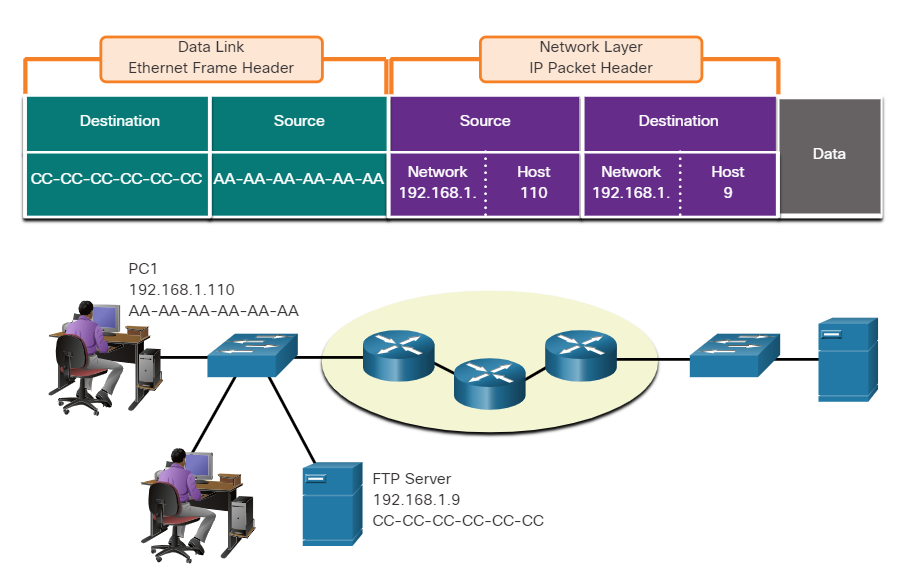 Data Link
Ethernet Frame Header
Network Layer
IP Packet Header
Destination
Source
Source
Destination
Data
CC-CC-CC-CC-CC-CC
AA-AA-AA-AA-AA-AA
Network
192.168.1.
Host
110
Network
192.168.1.
Host
9
PC1
192.168.1.110
AA-AA-AA-AA-AA-AA
FTP Server
192.168.1.9
CC-CC-CC-CC-CC-CC